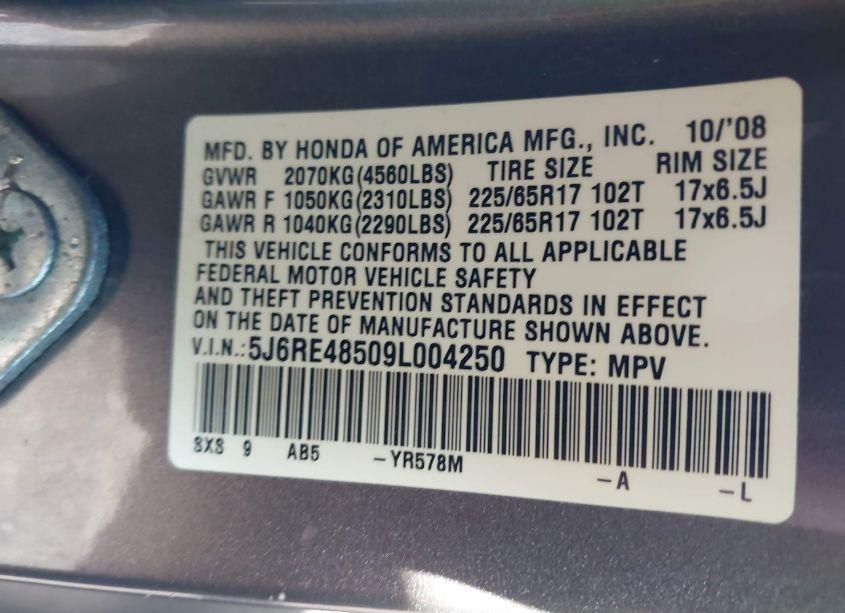 MFD. BY HONDA OF AMERICA MFG., INC. 10/'08
GVWR 2070KG(4560LBS) TIRE SIZE RIM SIZE
GAWR F 1050KG(2310LBS) 225/65R17 102T 17x6.5J
GAWR R 1040KG(2290LBS) 225/65R17 102T 17x6.5J
THIS VEHICLE CONFORMS TO ALL APPLICABLE
FEDERAL MOTOR VEHICLE SAFETY
AND THEFT PREVENTION STANDARDS IN EFFECT
ON THE DATE OF MANUFACTURE SHOWN ABOVE.
V.I.N.:5J6RE48509L004250 TYPE: MPV
SXS 9 AB5 -YR578M -A -L